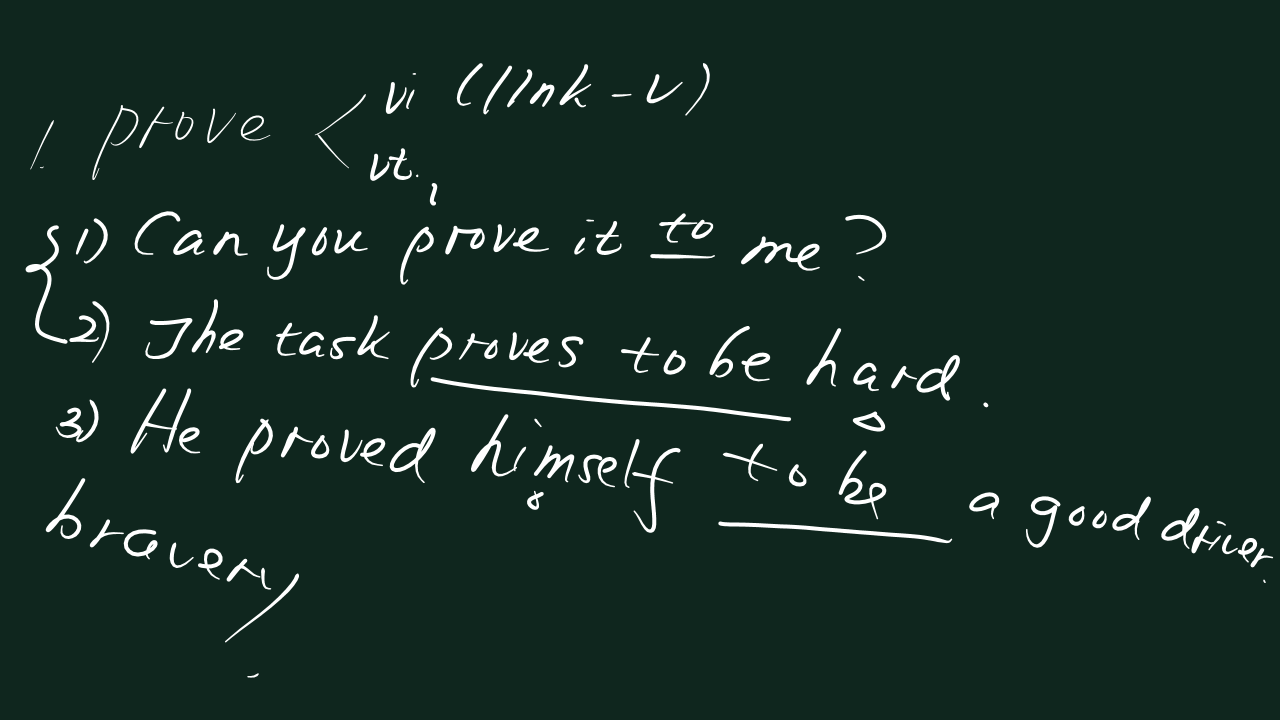 1. prove < vi (link-v)
vt.
1) Can you prove it to me?
2) The task proves to be hard.
3) He proved himself to be a good driver.
bravery